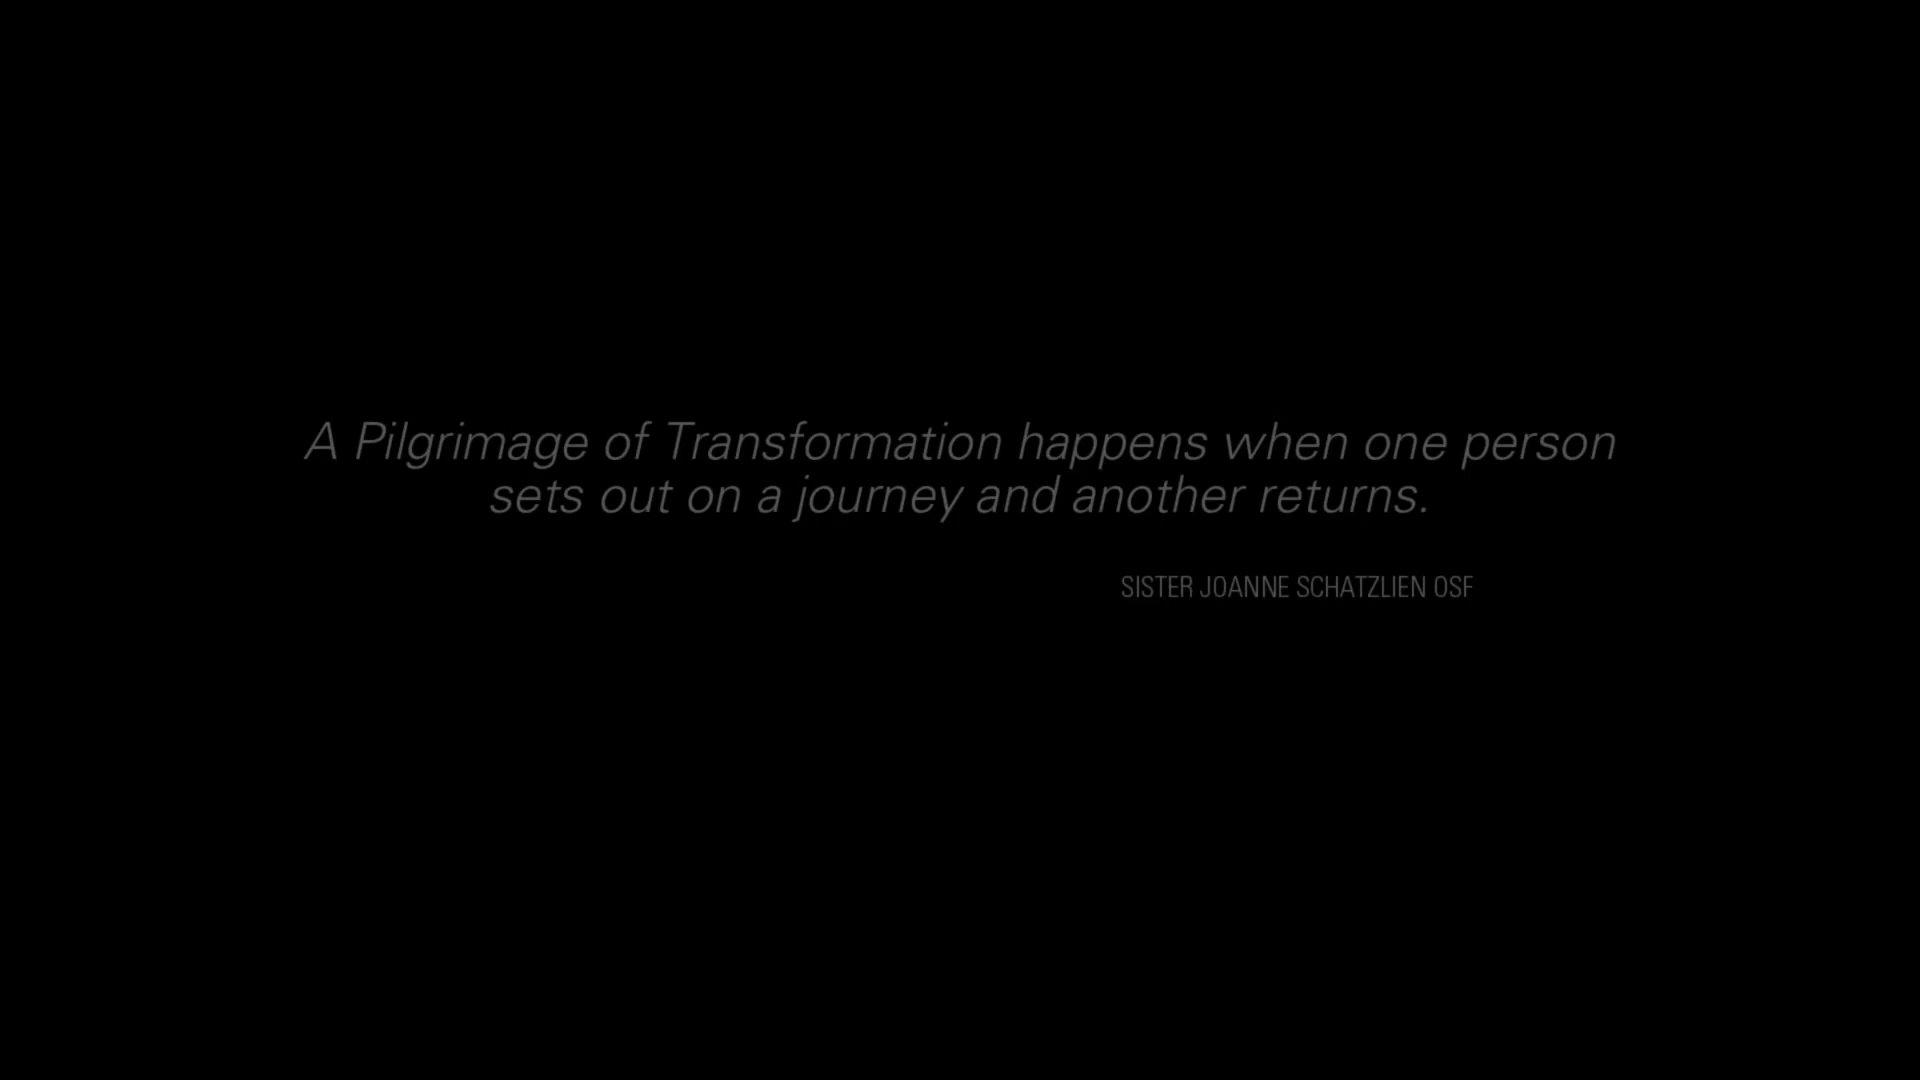 A Pilgrimage of Transformation happens when one person
sets out on a journey and another returns.
SISTER JOANNE SCHATZLIEN OSF